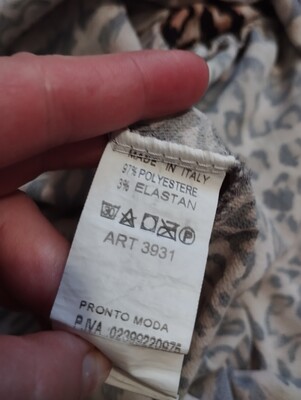 MADE IN ITALY
97% POLYESTERE
3% ELASTAN
ART 3931
PRONTO MODA
P.IVA 02399220975